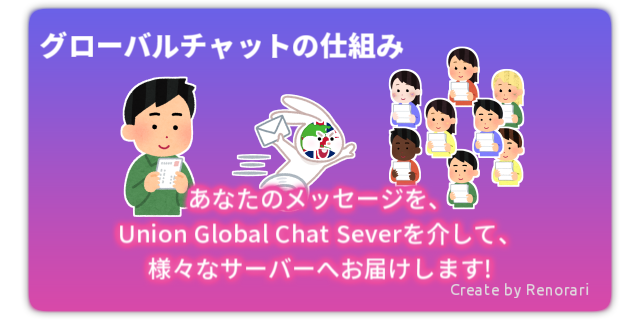 グローバルチャットの仕組み
あなたのメッセージを、
Union Global Chat Severを介して、
様々なサーバーへお届けします!
Create by Renorari